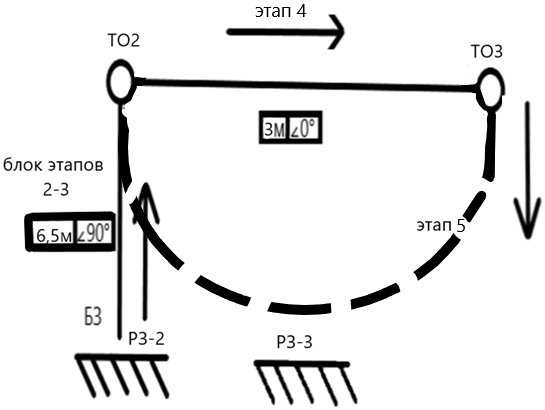 этап 4
ТО2
ТО3
3м ∠0°
блок этапов
2-3
6,5м ∠90°
этап 5
БЗ
РЗ-2
РЗ-3